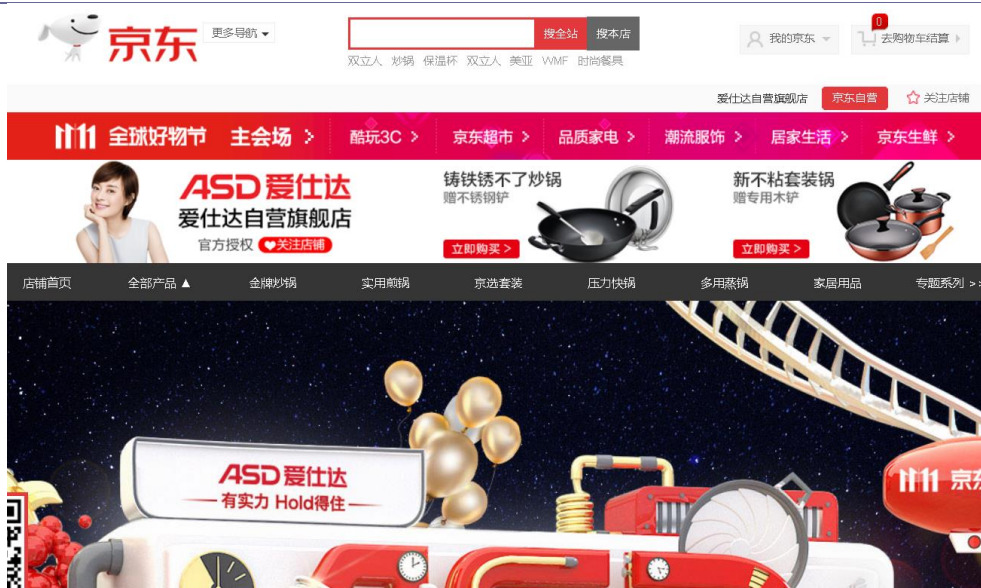 京东
更多导航
搜全站
搜本店
双立人 炒锅 保温杯 双立人 美亚 WMF 时尚餐具
我的京东
0
去购物车结算
爱仕达自营旗舰店
京东自营
关注店铺
11 11 全球好物节
主会场
酷玩3C
京东超市
品质家电
潮流服饰
居家生活
京东生鲜
ASD 爱仕达
爱仕达自营旗舰店
官方授权 关注店铺
铸铁锈不了炒锅
赠不锈钢铲
立即购买 >
新不粘套装锅
赠专用木铲
立即购买 >
店铺首页
全部产品 ▲
金牌炒锅
实用煎锅
京选套装
压力快锅
多用蒸锅
家居用品
专题系列 >
ASD 爱仕达
有实力 Hold得住
11 11 京东